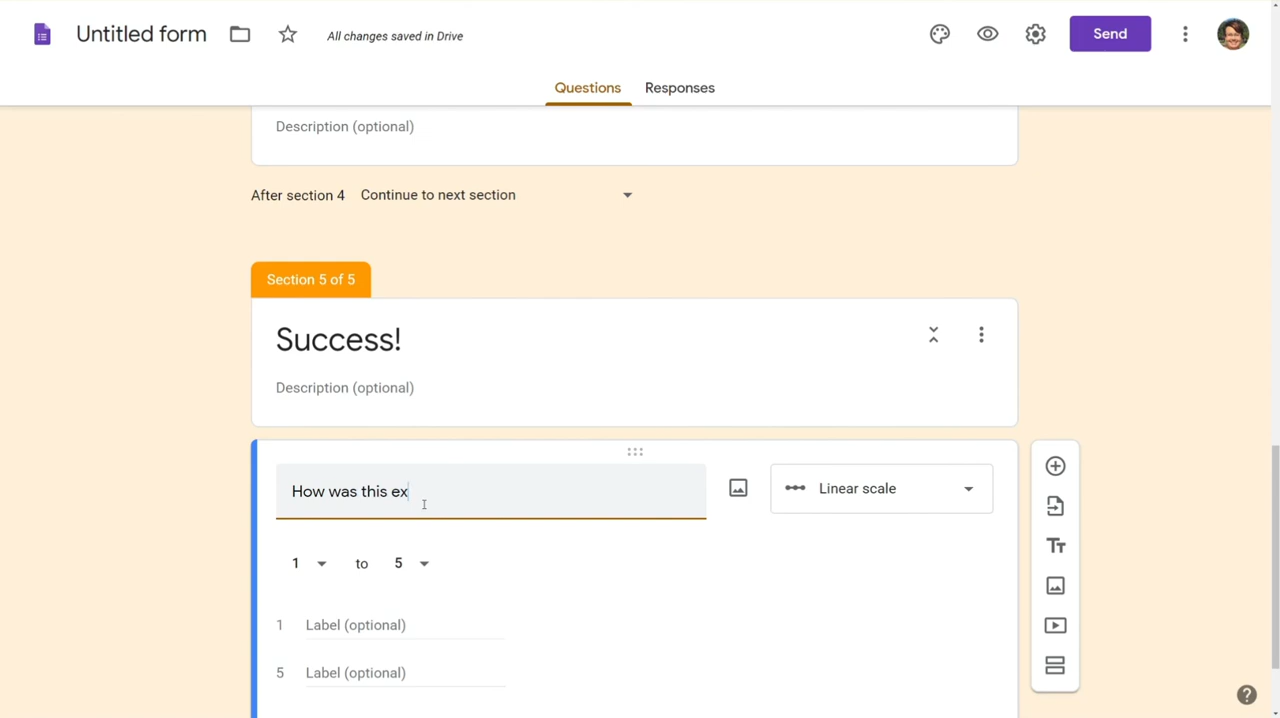 Untitled form
All changes saved in Drive
Send
Questions Responses
Description (optional)
After section 4 Continue to next section
Section 5 of 5
Success!
Description (optional)
How was this ex
Linear scale
1 to 5
1 Label (optional)
5 Label (optional)
Tт
?